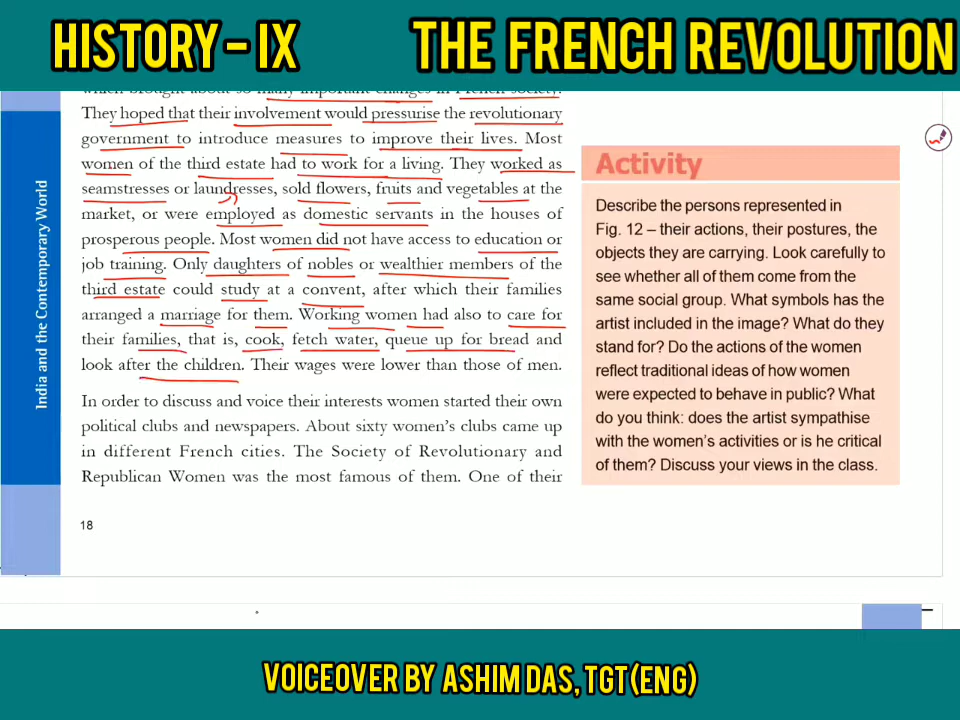 HISTORY – IX
THE FRENCH REVOLUTION
which brought about so many important changes in French society.
They hoped that their involvement would pressurise the revolutionary
government to introduce measures to improve their lives. Most
women of the third estate had to work for a living. They worked as
seamstresses or laundresses, sold flowers, fruits and vegetables at the
market, or were employed as domestic servants in the houses of
prosperous people. Most women did not have access to education or
job training. Only daughters of nobles or wealthier members of the
third estate could study at a convent, after which their families
arranged a marriage for them. Working women had also to care for
their families, that is, cook, fetch water, queue up for bread and
look after the children. Their wages were lower than those of men.
In order to discuss and voice their interests women started their own
political clubs and newspapers. About sixty women's clubs came up
in different French cities. The Society of Revolutionary and
Republican Women was the most famous of them. One of their
18
India and the Contemporary World
Activity
Describe the persons represented in
Fig. 12 – their actions, their postures, the
objects they are carrying. Look carefully to
see whether all of them come from the
same social group. What symbols has the
artist included in the image? What do they
stand for? Do the actions of the women
reflect traditional ideas of how women
were expected to behave in public? What
do you think: does the artist sympathise
with the women's activities or is he critical
of them? Discuss your views in the class.
VOICEOVER BY ASHIM DAS, TGT(ENG)